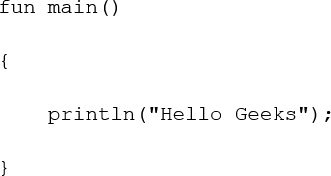 fun main()
{
    println("Hello Geeks");
}